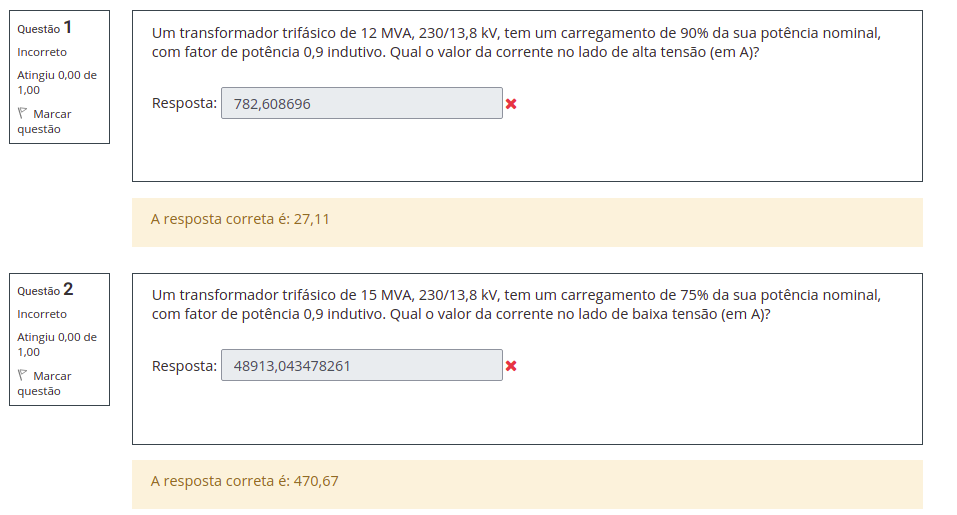 Questão 1
Incorreto
Atingiu 0,00 de
1,00
Marcar
questão
Um transformador trifásico de 12 MVA, 230/13,8 kV, tem um carregamento de 90% da sua potência nominal,
com fator de potência 0,9 indutivo. Qual o valor da corrente no lado de alta tensão (em A)?
Resposta: 782,608696
A resposta correta é: 27,11
Questão 2
Incorreto
Atingiu 0,00 de
1,00
Marcar
questão
Um transformador trifásico de 15 MVA, 230/13,8 kV, tem um carregamento de 75% da sua potência nominal,
com fator de potência 0,9 indutivo. Qual o valor da corrente no lado de baixa tensão (em A)?
Resposta: 48913,043478261
A resposta correta é: 470,67